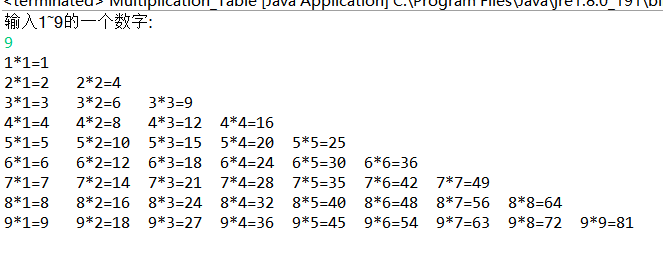 <terminated> Multiplication_Table [Java Application] C:\Program Files\Java\jre1.8.0_191\bi
输入1~9的一个数字:
9
1*1=1
2*1=2 2*2=4
3*1=3 3*2=6 3*3=9
4*1=4 4*2=8 4*3=12 4*4=16
5*1=5 5*2=10 5*3=15 5*4=20 5*5=25
6*1=6 6*2=12 6*3=18 6*4=24 6*5=30 6*6=36
7*1=7 7*2=14 7*3=21 7*4=28 7*5=35 7*6=42 7*7=49
8*1=8 8*2=16 8*3=24 8*4=32 8*5=40 8*6=48 8*7=56 8*8=64
9*1=9 9*2=18 9*3=27 9*4=36 9*5=45 9*6=54 9*7=63 9*8=72 9*9=81